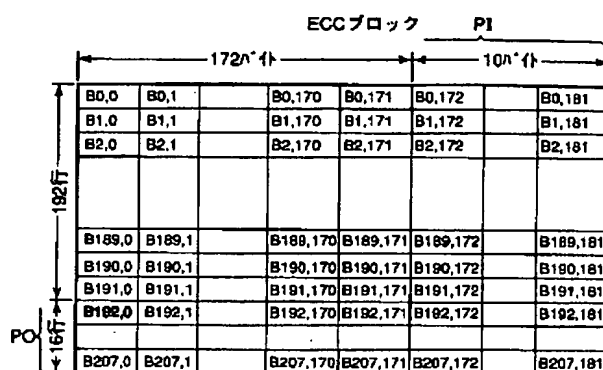 ECCブロック PI
172バイト 10バイト
B0,0 B0,1 B0,170 B0,171 B0,172 B0,181
B1,0 B1,1 B1,170 B1,171 B1,172 B1,181
B2,0 B2,1 B2,170 B2,171 B2,172 B2,181
192行
B189,0 B189,1 B189,170 B189,171 B189,172 B189,181
B190,0 B190,1 B190,170 B190,171 B190,172 B190,181
B191,0 B191,1 B191,170 B191,171 B191,172 B191,181
B192,0 B192,1 B192,170 B192,171 B192,172 B192,181
PO 16行
B207,0 B207,1 B207,170 B207,171 B207,172 B207,181